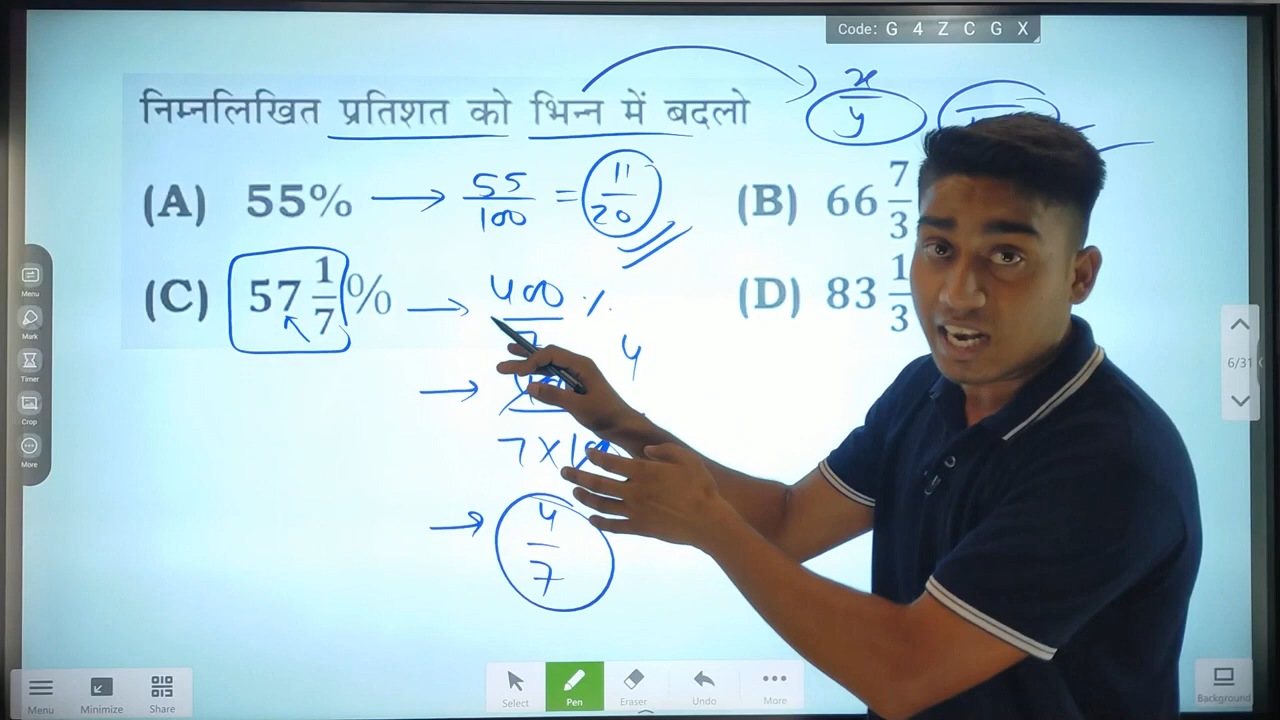 Code: G 4 Z C G X
निम्नलिखित प्रतिशत को भिन्न में बदलो
x/y
(A) 55% → 55/100 = 11/20
(B) 66 7/3
(C) 57 1/7 % → 400/7 %
(D) 83 1/3
4
→
7 X 100
→ 4/7
6/31
Menu
Mark
Timer
Crop
More
Menu
Minimize
Share
Select
Pen
Eraser
Undo
More
Background